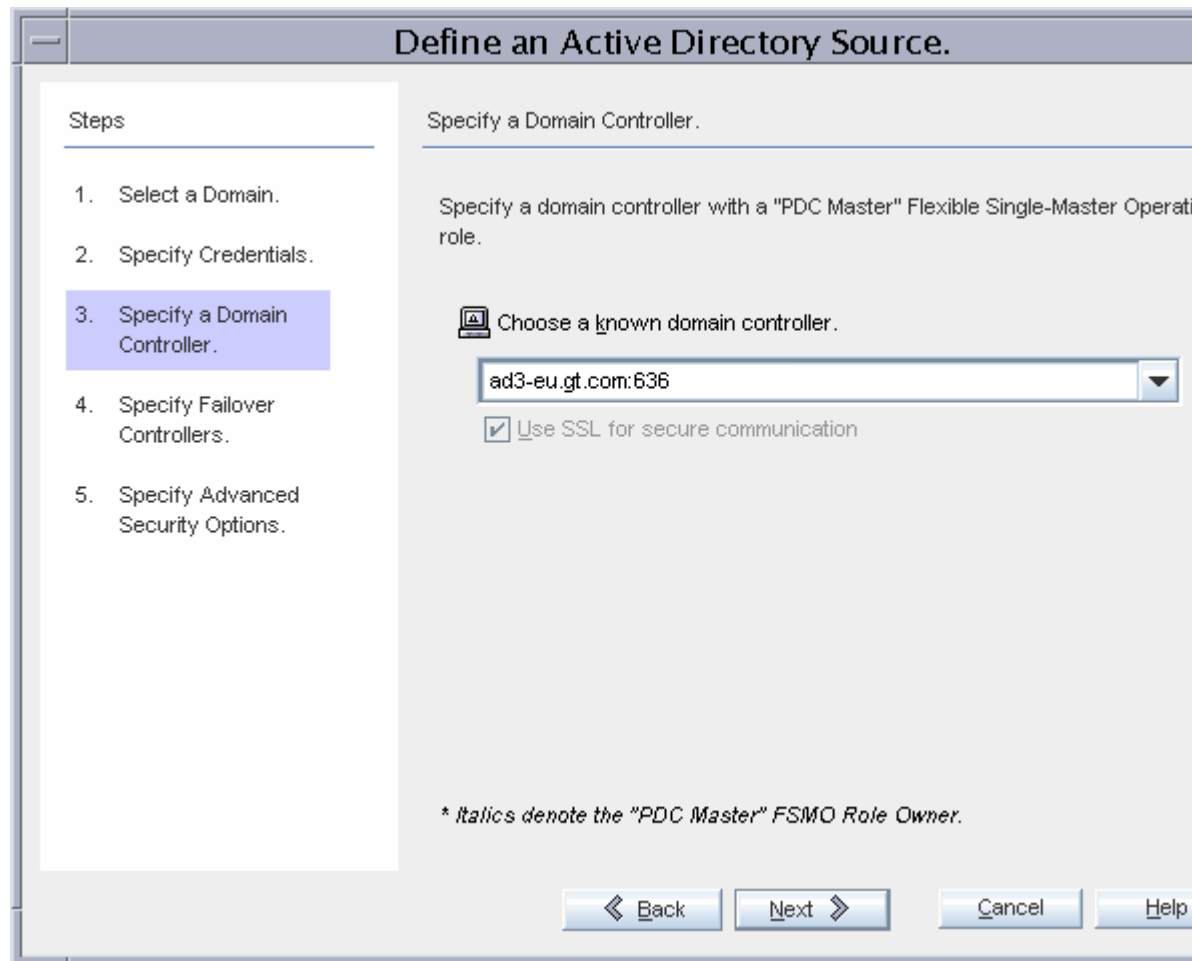 Define an Active Directory Source.
Steps
1. Select a Domain.
2. Specify Credentials.
3. Specify a Domain
Controller.
4. Specify Failover
Controllers.
5. Specify Advanced
Security Options.
Specify a Domain Controller.
Specify a domain controller with a "PDC Master" Flexible Single-Master Operati
role.
Choose a known domain controller.
ad3-eu.gt.com:636
Use SSL for secure communication
* Italics denote the "PDC Master" FSMO Role Owner.
Back Next Cancel Help